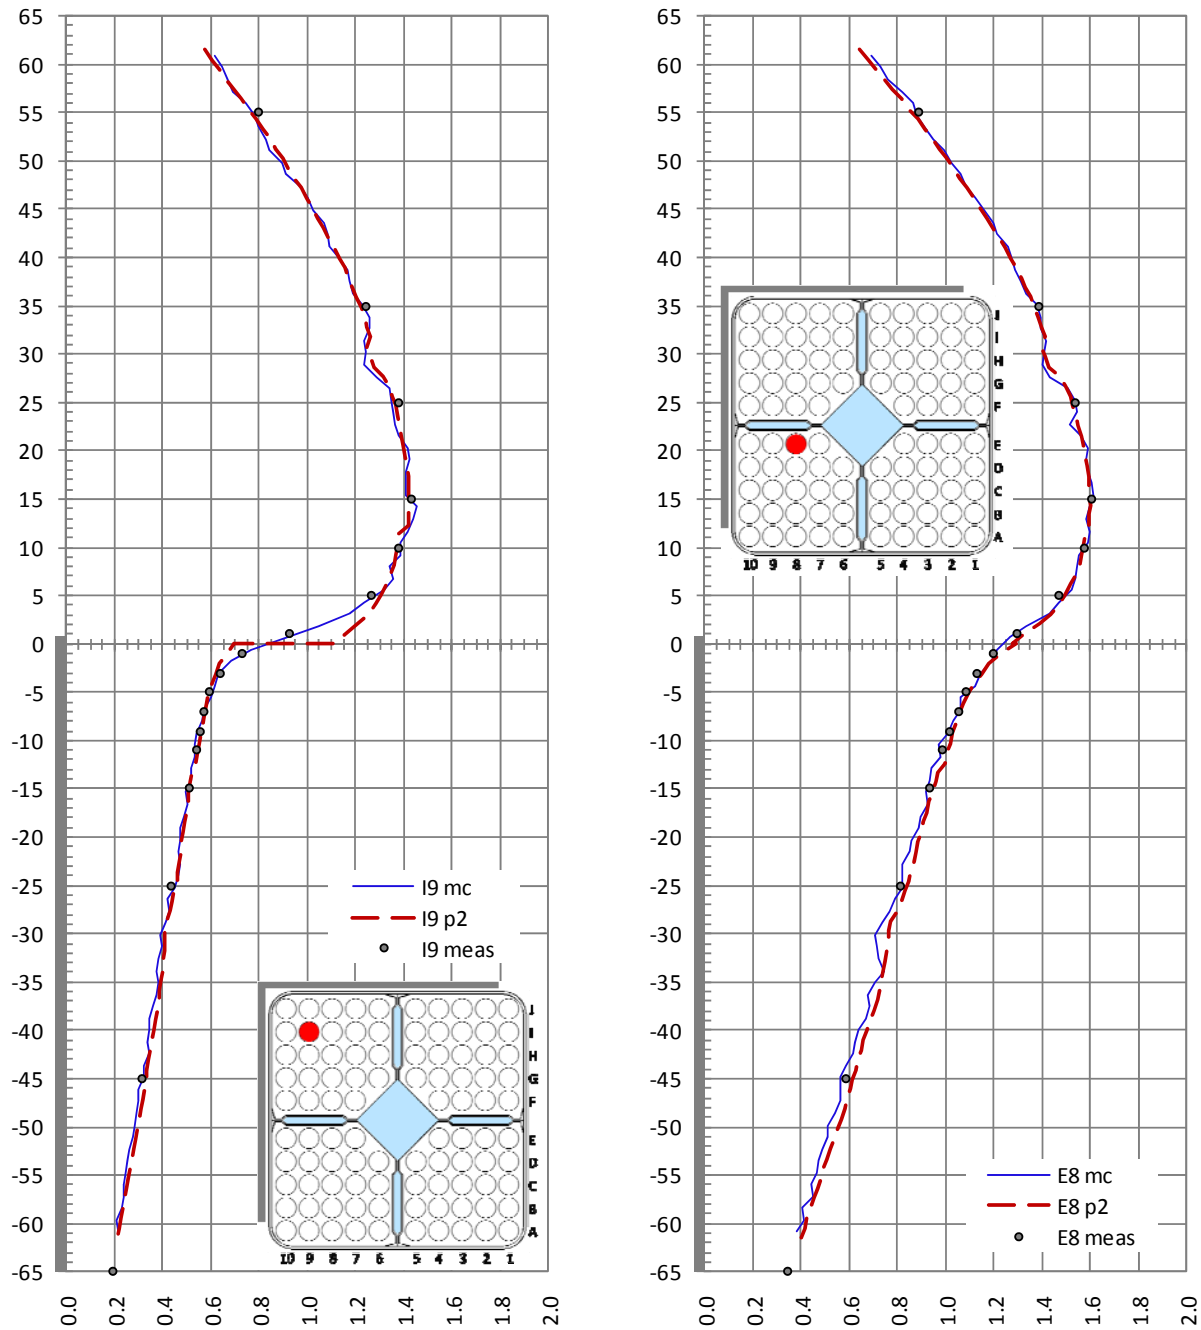 65
60
55
50
45
40
35
30
25
20
15
10
5
0
-5
-10
-15
-20
-25
-30
-35
-40
-45
-50
-55
-60
-65
I9 mc
I9 p2
I9 meas
J
I
H
G
F
E
D
C
B
A
10 9 8 7 6 5 4 3 2 1
0.0 0.2 0.4 0.6 0.8 1.0 1.2 1.4 1.6 1.8 2.0
65
60
55
50
45
40
35
30
25
20
15
10
5
0
-5
-10
-15
-20
-25
-30
-35
-40
-45
-50
-55
-60
-65
J
I
H
G
F
E
D
C
B
A
10 9 8 7 6 5 4 3 2 1
E8 mc
E8 p2
E8 meas
0.0 0.2 0.4 0.6 0.8 1.0 1.2 1.4 1.6 1.8 2.0